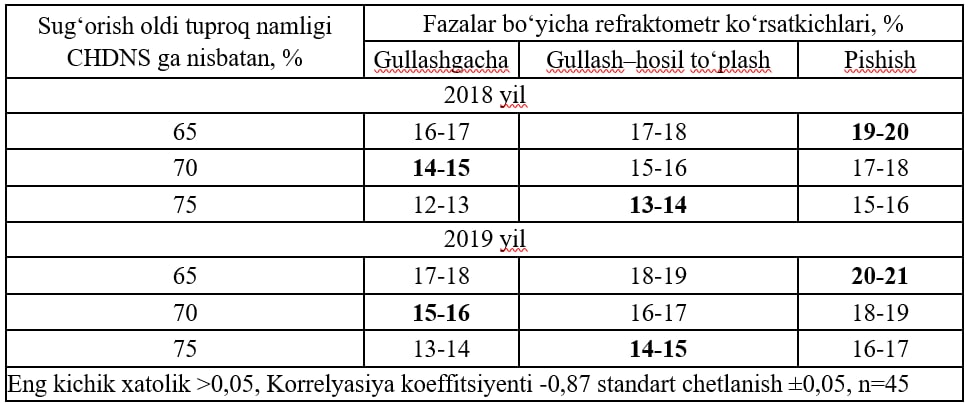 Sug‘orish oldi tuproq namligi CHDNS ga nisbatan, % | Fazalar bo‘yicha refraktometr ko‘rsatkichlari, %
Gullashgacha | Gullash–hosil to‘plash | Pishish
2018 yil
65 | 16-17 | 17-18 | 19-20
70 | 14-15 | 15-16 | 17-18
75 | 12-13 | 13-14 | 15-16
2019 yil
65 | 17-18 | 18-19 | 20-21
70 | 15-16 | 16-17 | 18-19
75 | 13-14 | 14-15 | 16-17
Eng kichik xatolik >0,05, Korrelyasiya koeffitsiyenti -0,87 standart chetlanish ±0,05, n=45